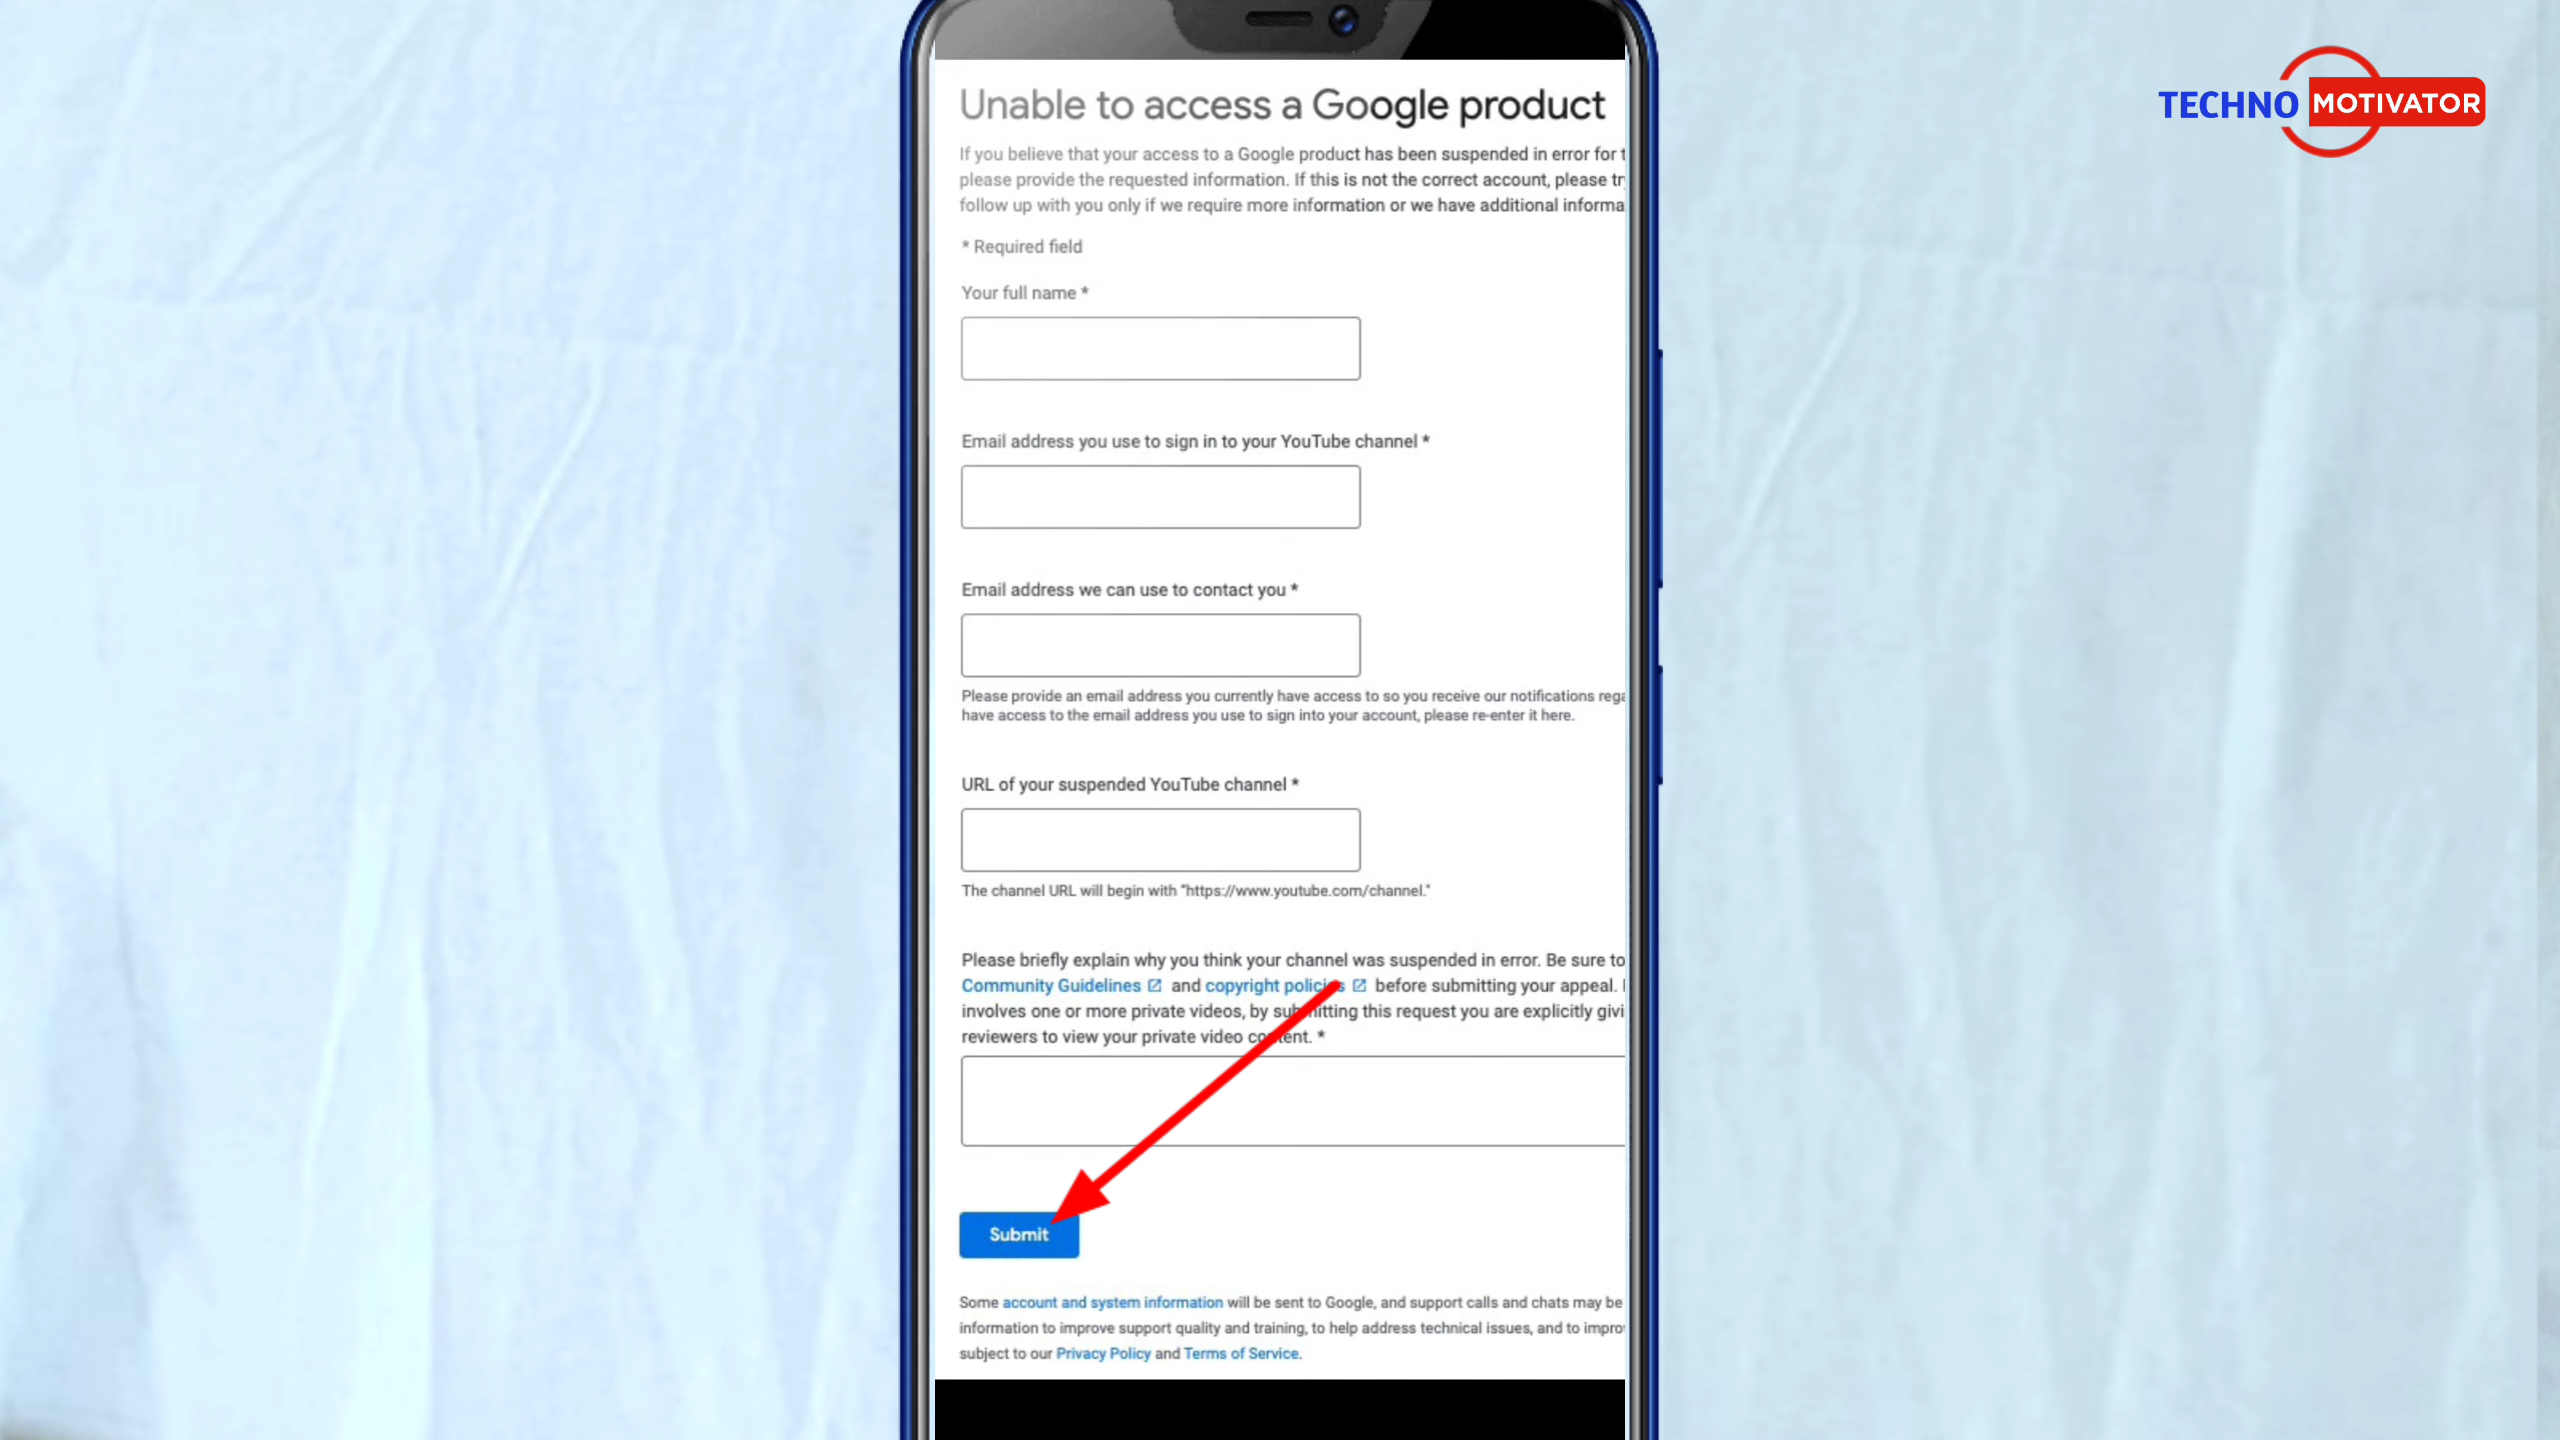 TECHNO MOTIVATOR
Unable to access a Google product
If you believe that your access to a Google product has been suspended in error for
please provide the requested information. If this is not the correct account, please
follow up with you only if we require more information or we have additional
* Required field
Your full name *
Email address you use to sign in to your YouTube channel *
Email address we can use to contact you *
Please provide an email address you currently have access to so you receive our notifications
have access to the email address you use to sign into your account, please re-enter it here.
URL of your suspended YouTube channel *
The channel URL will begin with "https://www.youtube.com/channel."
Please briefly explain why you think your channel was suspended in error. Be sure to
Community Guidelines and copyright policies before submitting your appeal.
involves one or more private videos, by submitting this request you are explicitly
reviewers to view your private video content. *
Submit
Some account and system information will be sent to Google, and support calls and chats may be
information to improve support quality and training, to help address technical issues, and to
subject to our Privacy Policy and Terms of Service.